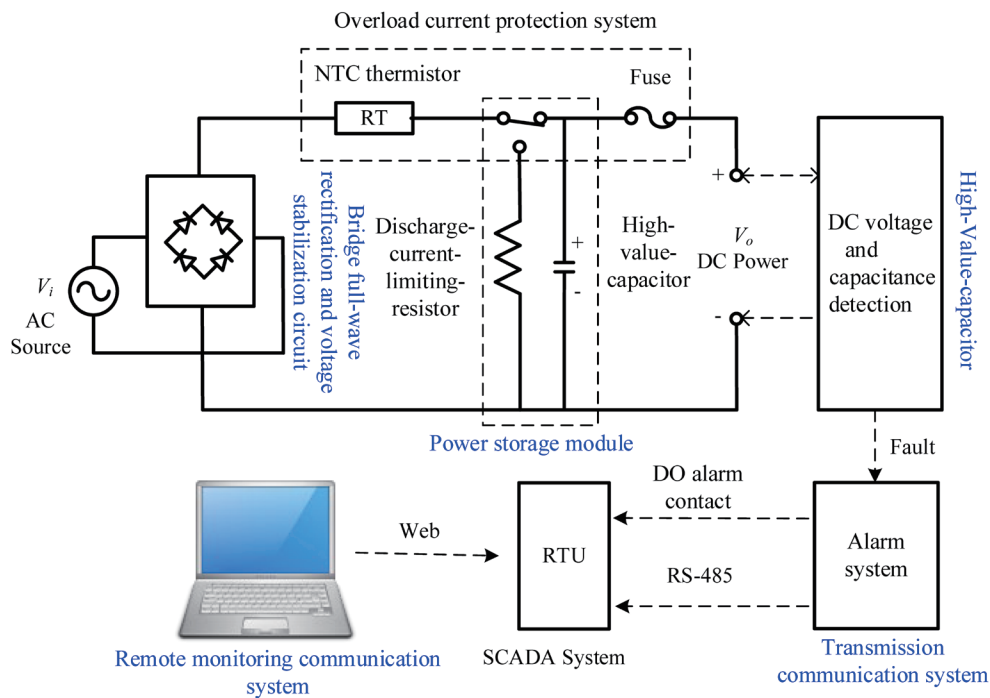 Overload current protection system
NTC thermistor
Fuse
RT
Bridge full-wave
rectification and voltage
stabilization circuit
Discharge-
current-
limiting-
resistor
+
-
High-
value-
capacitor
+
Vo
DC Power
-
DC voltage
and
capacitance
detection
High-Value-capacitor
Vi
AC
Source
Power storage module
Fault
DO alarm
contact
Web
RTU
RS-485
Alarm
system
Remote monitoring communication
system
SCADA System
Transmission
communication system